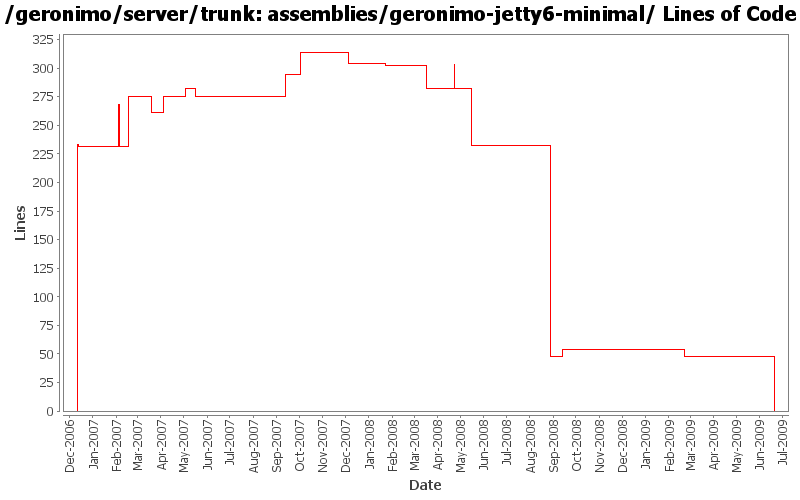 /geronimo/server/trunk: assemblies/geronimo-jetty6-minimal/ Lines of Code
325
300
275
250
225
200
175
150
125
100
75
50
25
0
Lines
Dec-2006
Jan-2007
Feb-2007
Mar-2007
Apr-2007
May-2007
Jun-2007
Jul-2007
Aug-2007
Sep-2007
Oct-2007
Nov-2007
Dec-2007
Jan-2008
Feb-2008
Mar-2008
Apr-2008
May-2008
Jun-2008
Jul-2008
Aug-2008
Sep-2008
Oct-2008
Nov-2008
Dec-2008
Jan-2009
Feb-2009
Mar-2009
Apr-2009
May-2009
Jun-2009
Jul-2009
Date